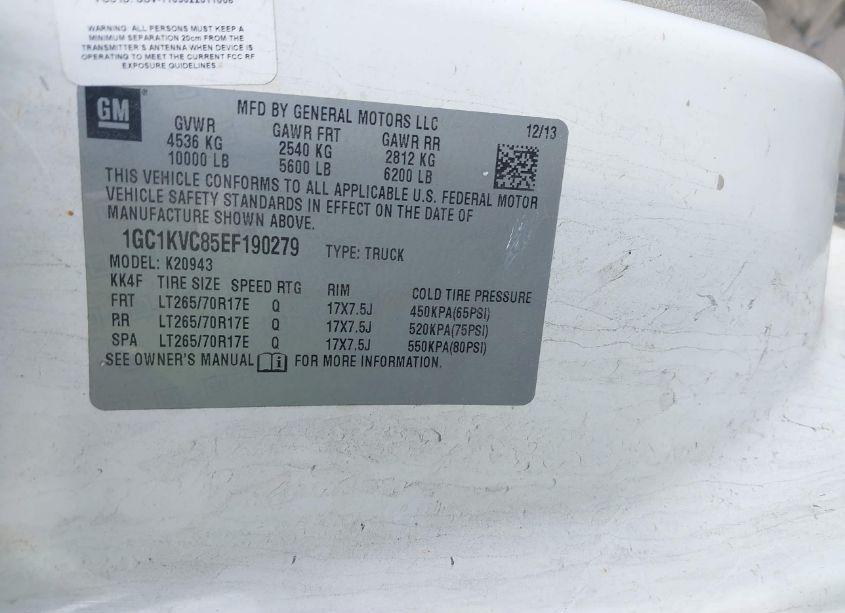 WARNING: ALL PERSONS MUST KEEP A
MINIMUM SEPARATION 20cm FROM THE
TRANSMITTER'S ANTENNA WHEN DEVICE IS
OPERATING TO MEET THE CURRENT FCC RF
EXPOSURE GUIDELINES.
GM
MFD BY GENERAL MOTORS LLC
12/13
GVWR GAWR FRT GAWR RR
4536 KG 2540 KG 2812 KG
10000 LB 5600 LB 6200 LB
THIS VEHICLE CONFORMS TO ALL APPLICABLE U.S. FEDERAL MOTOR
VEHICLE SAFETY STANDARDS IN EFFECT ON THE DATE OF
MANUFACTURE SHOWN ABOVE.
1GC1KVC85EF190279 TYPE: TRUCK
MODEL: K20943
KK4F TIRE SIZE SPEED RTG RIM COLD TIRE PRESSURE
FRT LT265/70R17E Q 17X7.5J 450KPA(65PSI)
RR LT265/70R17E Q 17X7.5J 520KPA(75PSI)
SPA LT265/70R17E Q 17X7.5J 550KPA(80PSI)
SEE OWNER'S MANUAL FOR MORE INFORMATION.